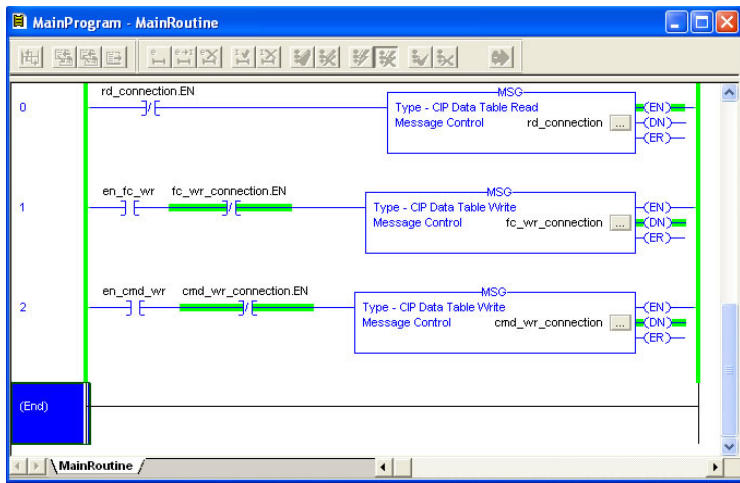 MainProgram - MainRoutine
0
rd_connection.EN
MSG
Type - CIP Data Table Read
Message Control rd_connection ...
(EN)
(DN)
(ER)
1
en_fc_wr fc_wr_connection.EN
MSG
Type - CIP Data Table Write
Message Control fc_wr_connection ...
(EN)
(DN)
(ER)
2
en_cmd_wr cmd_wr_connection.EN
MSG
Type - CIP Data Table Write
Message Control cmd_wr_connection ...
(EN)
(DN)
(ER)
(End)
MainRoutine